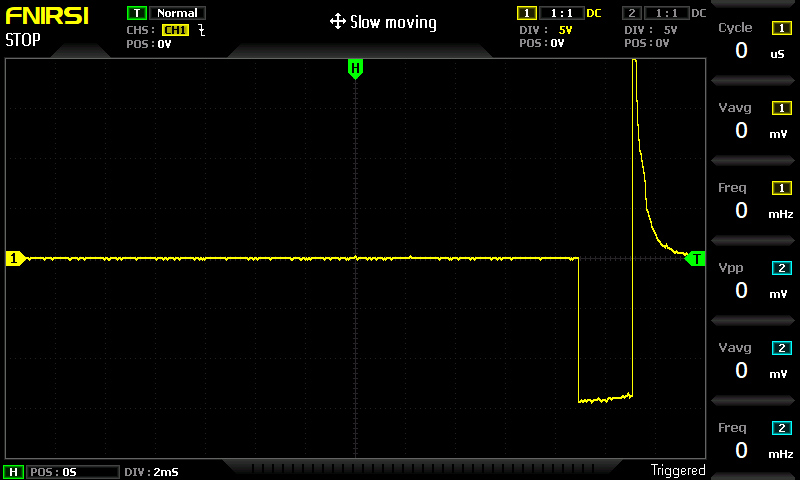 FNIRSI
STOP
T Normal
CHS: CH1
POS: 0V
Slow moving
1 1:1 DC
DIV: 5V
POS: 0V
2 1:1 DC
DIV: 5V
POS: 0V
H
1
T
Cycle 1
0 uS
Vavg 1
0 mV
Freq 1
0 mHz
Vpp 2
0 mV
Vavg 2
0 mV
Freq 2
0 mHz
H POS: 0S DIV: 2mS
Triggered